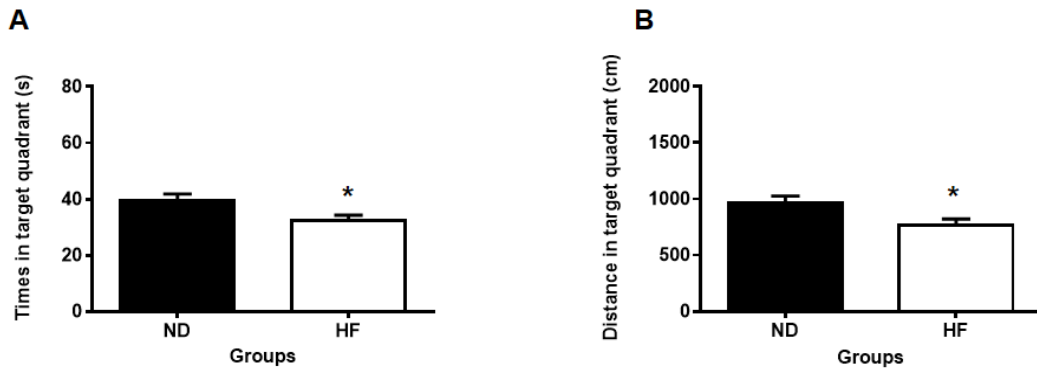 A
Times in target quadrant (s)
80
60
40
20
0
*
ND
HF
Groups
B
Distance in target quadrant (cm)
2000
1500
1000
500
0
*
ND
HF
Groups